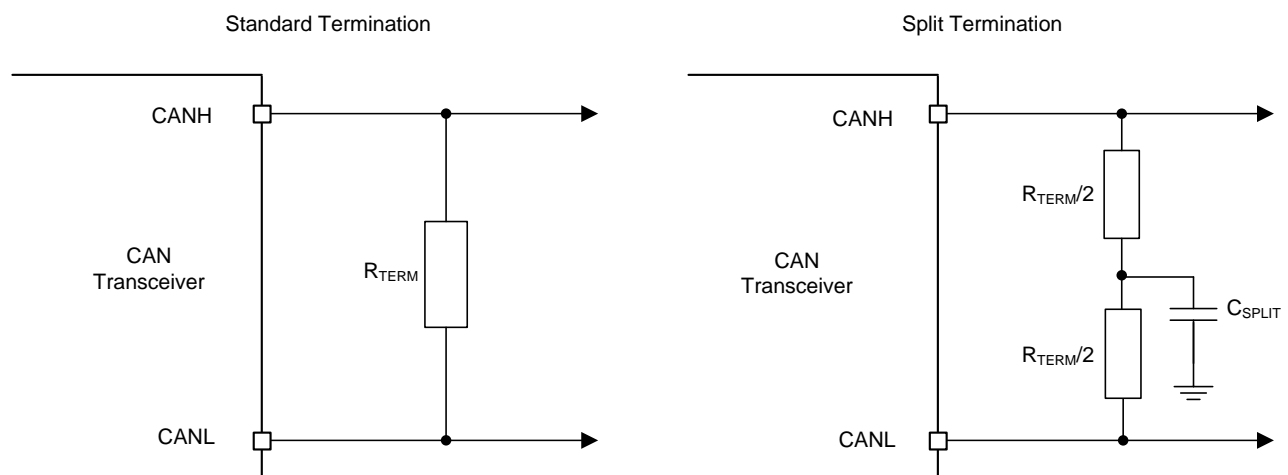 Standard Termination
CANH
CAN
Transceiver
RTERM
CANL
Split Termination
CANH
RTERM/2
CAN
Transceiver
CSPLIT
RTERM/2
CANL